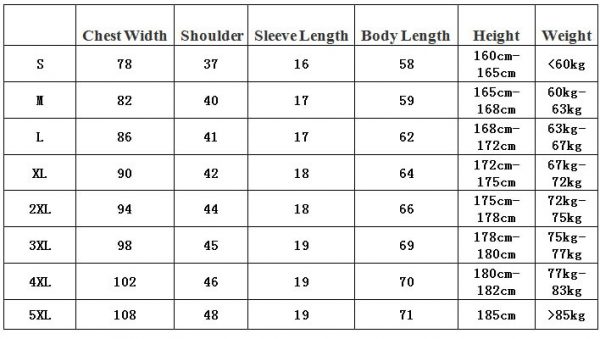 Chest Width Shoulder Sleeve Length Body Length Height Weight
S 78 37 16 58 160cm-165cm <60kg
M 82 40 17 59 165cm-168cm 60kg-63kg
L 86 41 17 62 168cm-172cm 63kg-67kg
XL 90 42 18 64 172cm-175cm 67kg-72kg
2XL 94 44 18 66 175cm-178cm 72kg-75kg
3XL 98 45 19 69 178cm-180cm 75kg-77kg
4XL 102 46 19 70 180cm-182cm 77kg-83kg
5XL 108 48 19 71 185cm >85kg